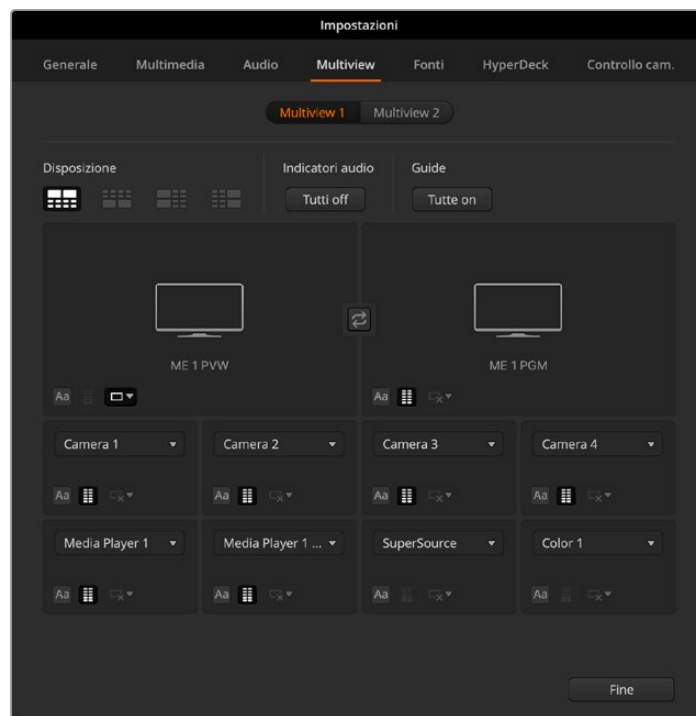 Impostazioni
Generale Multimedia Audio Multiview Fonti HyperDeck Controllo cam.
Multiview 1 Multiview 2
Disposizione Indicatori audio Guide
Tutti off Tutte on
ME 1 PVW ME 1 PGM
Aa Aa
Camera 1 Camera 2 Camera 3 Camera 4
Aa Aa Aa Aa
Media Player 1 Media Player 1 ... SuperSource Color 1
Aa Aa Aa Aa
Fine